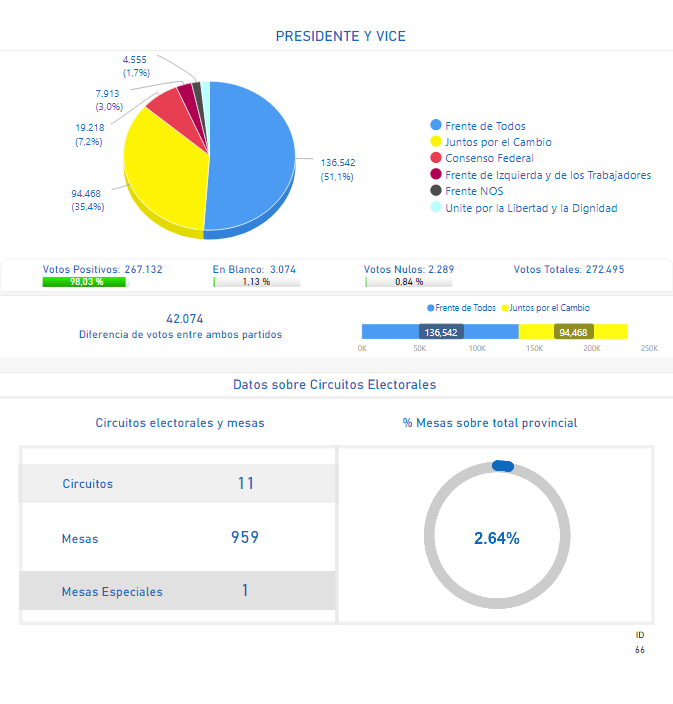 PRESIDENTE Y VICE
4.555
(1,7%)
7.913
(3,0%)
19.218
(7,2%)
94.468
(35,4%)
136.542
(51,1%)
Frente de Todos
Juntos por el Cambio
Consenso Federal
Frente de Izquierda y de los Trabajadores
Frente NOS
Unite por la Libertad y la Dignidad
Votos Positivos: 267.132
98,03 %
En Blanco: 3.074
1,13 %
Votos Nulos: 2.289
0,84 %
Votos Totales: 272.495
42.074
Diferencia de votos entre ambos partidos
Frente de Todos Juntos por el Cambio
136,542 94,468
0K 50K 100K 150K 200K 250K
Datos sobre Circuitos Electorales
Circuitos electorales y mesas
Circuitos 11
Mesas 959
Mesas Especiales 1
% Mesas sobre total provincial
2.64%
ID
66